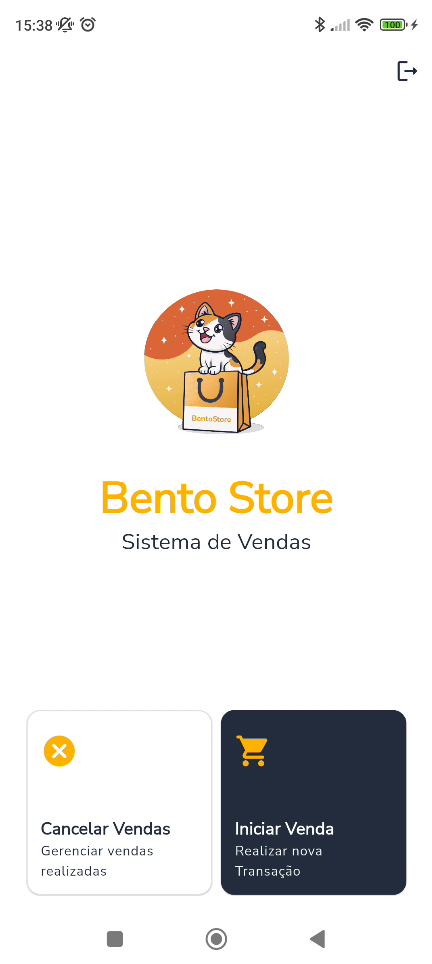 15:38
100
BentoStore
Bento Store
Sistema de Vendas
Cancelar Vendas
Gerenciar vendas
realizadas
Iniciar Venda
Realizar nova
Transação